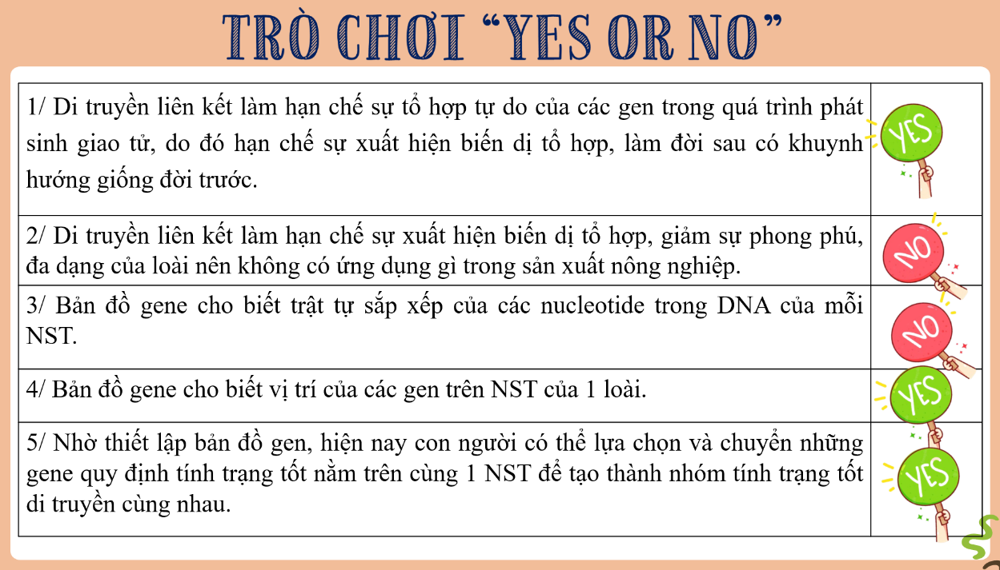 TRÒ CHƠI “YES OR NO”
1/ Di truyền liên kết làm hạn chế sự tổ hợp tự do của các gen trong quá trình phát
sinh giao tử, do đó hạn chế sự xuất hiện biến dị tổ hợp, làm đời sau có khuynh
hướng giống đời trước.
YES
2/ Di truyền liên kết làm hạn chế sự xuất hiện biến dị tổ hợp, giảm sự phong phú,
đa dạng của loài nên không có ứng dụng gì trong sản xuất nông nghiệp.
NO
3/ Bản đồ gene cho biết trật tự sắp xếp của các nucleotide trong DNA của mỗi
NST.
NO
4/ Bản đồ gene cho biết vị trí của các gen trên NST của 1 loài.
YES
5/ Nhờ thiết lập bản đồ gen, hiện nay con người có thể lựa chọn và chuyển những
gene quy định tính trạng tốt nằm trên cùng 1 NST để tạo thành nhóm tính trạng tốt
di truyền cùng nhau.
YES